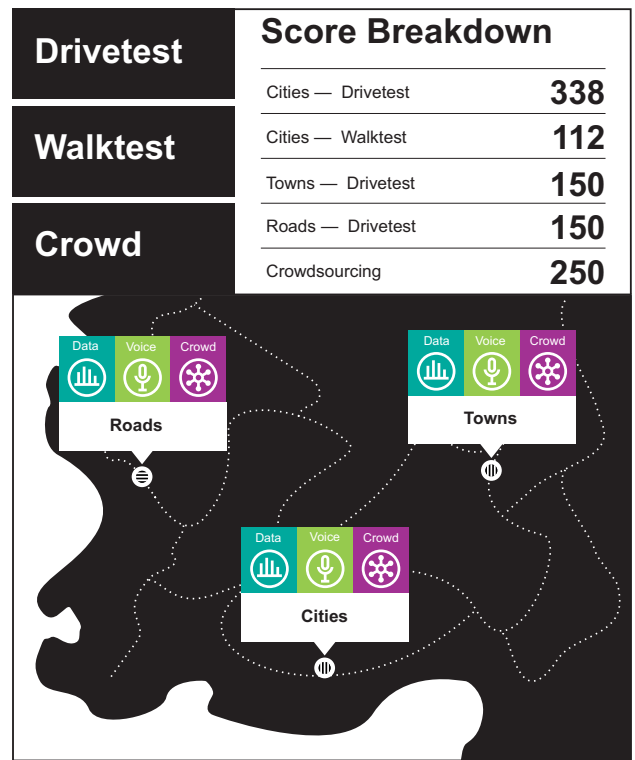 Drivetest
Walktest
Crowd
Score Breakdown
Cities — Drivetest 338
Cities — Walktest 112
Towns — Drivetest 150
Roads — Drivetest 150
Crowdsourcing 250
Data Voice Crowd
Roads
Data Voice Crowd
Towns
Data Voice Crowd
Cities